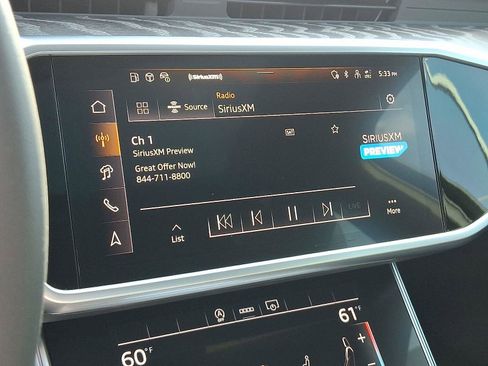 SiriusXM
5:33 PM
Radio
Source
SiriusXM
Ch 1
SiriusXM Preview
Great Offer Now!
844-711-8800
SIRIUSXM
PREVIEW
List
LIVE
More
60°F
61°F